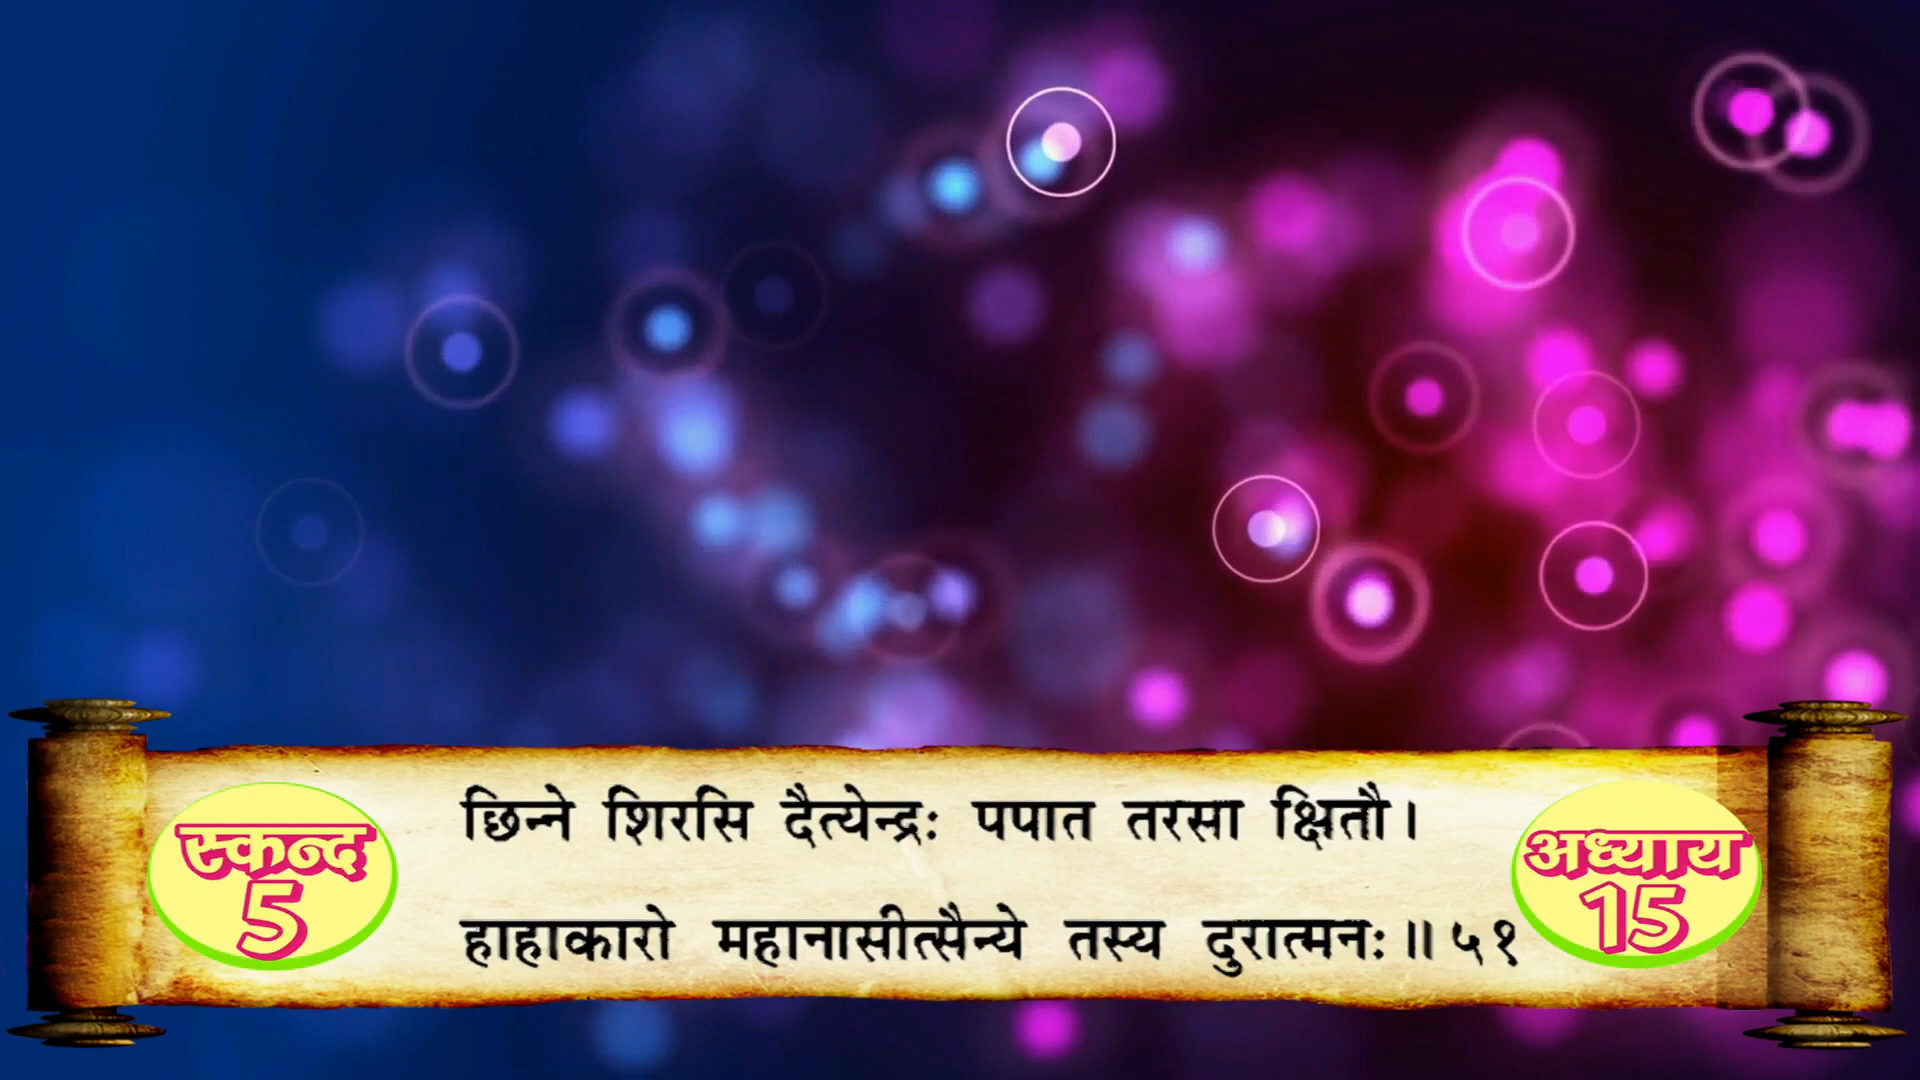 छिन्ने शिरसि दैत्येन्द्रः पपात तरसा क्षितौ।
हाहाकारो महानासीत्सैन्ये तस्य दुरात्मनः॥५१
स्कन्द
5
अध्याय
15